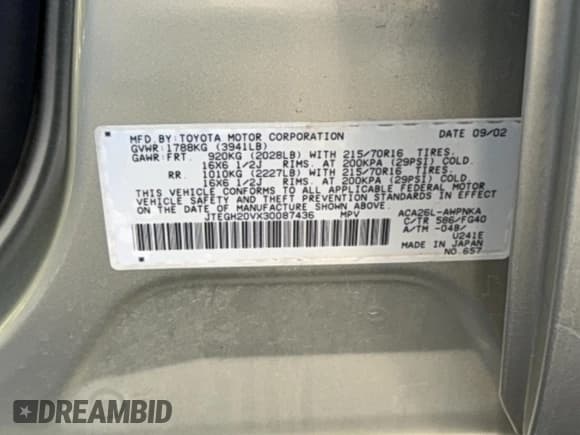 MFD.BY:TOYOTA MOTOR CORPORATION DATE 09/02
GVWR:1788KG (3941LB)
GAWR:FRT. 920KG (2028LB) WITH 215/70R16 TIRES.
16X6 1/2J RIMS. AT 200KPA (29PSI) COLD.
RR. 1010KG (2227LB) WITH 215/70R16 TIRES.
16X6 1/2J RIMS. AT 200KPA (29PSI) COLD.
THIS VEHICLE CONFORMS TO ALL APPLICABLE FEDERAL MOTOR
VEHICLE SAFETY AND THEFT PREVENTION STANDARDS IN EFFECT
ON THE DATE OF MANUFACTURE SHOWN ABOVE.
JTEGH20VX30087436 MPV ACA26L-AWPNKA
C/TR 586/FG40
A/TM -04B/
U241E
MADE IN JAPAN
NO.657
DREAMBID